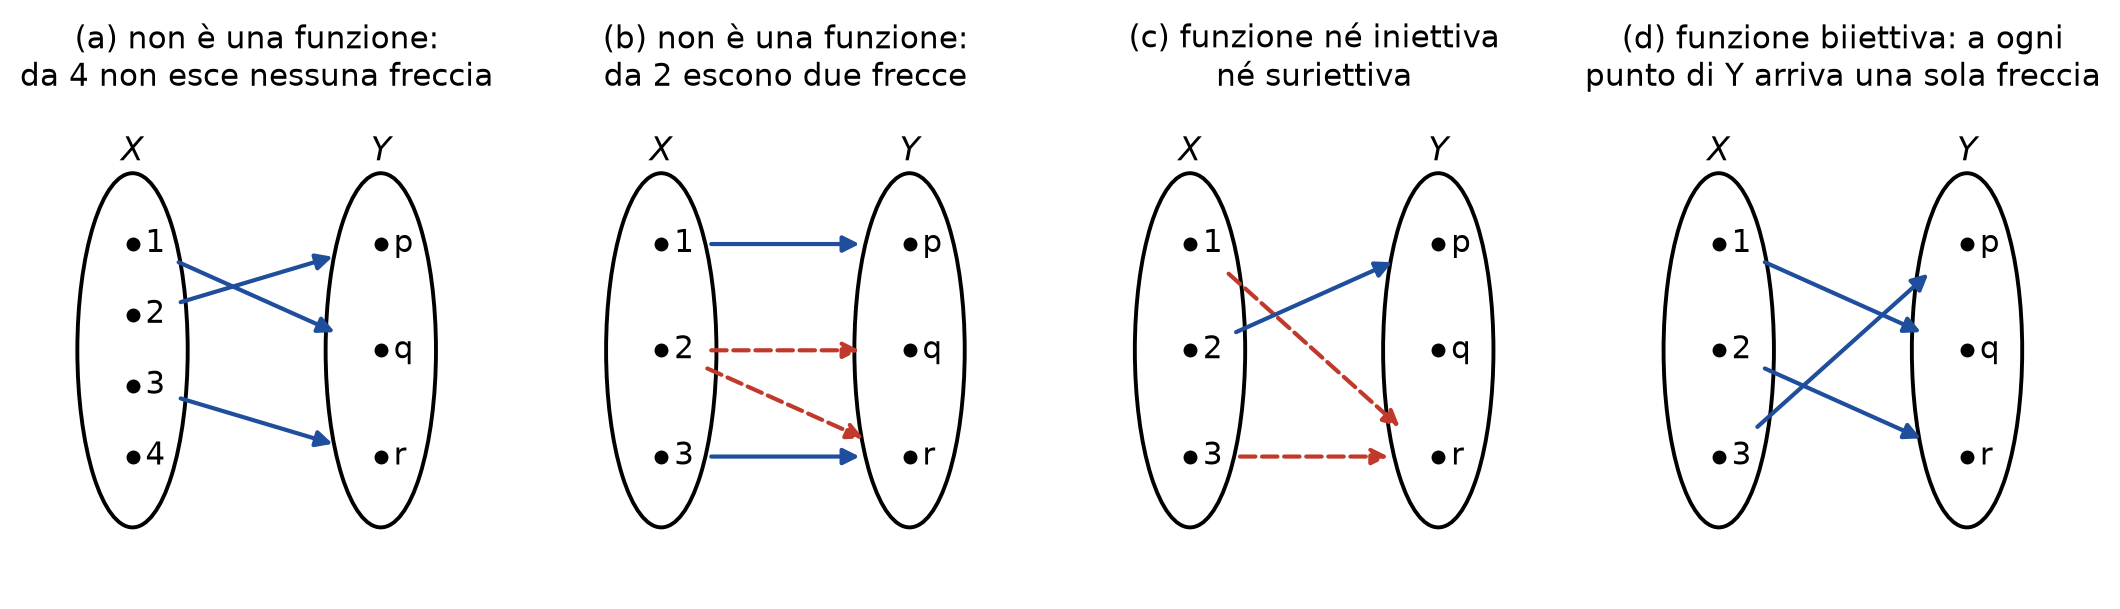 (a) non è una funzione:
da 4 non esce nessuna freccia
X
Y
1
2
3
4
p
q
r
(b) non è una funzione:
da 2 escono due frecce
X
Y
1
2
3
p
q
r
(c) funzione né iniettiva
né suriettiva
X
Y
1
2
3
p
q
r
(d) funzione biiettiva: a ogni
punto di Y arriva una sola freccia
X
Y
1
2
3
p
q
r